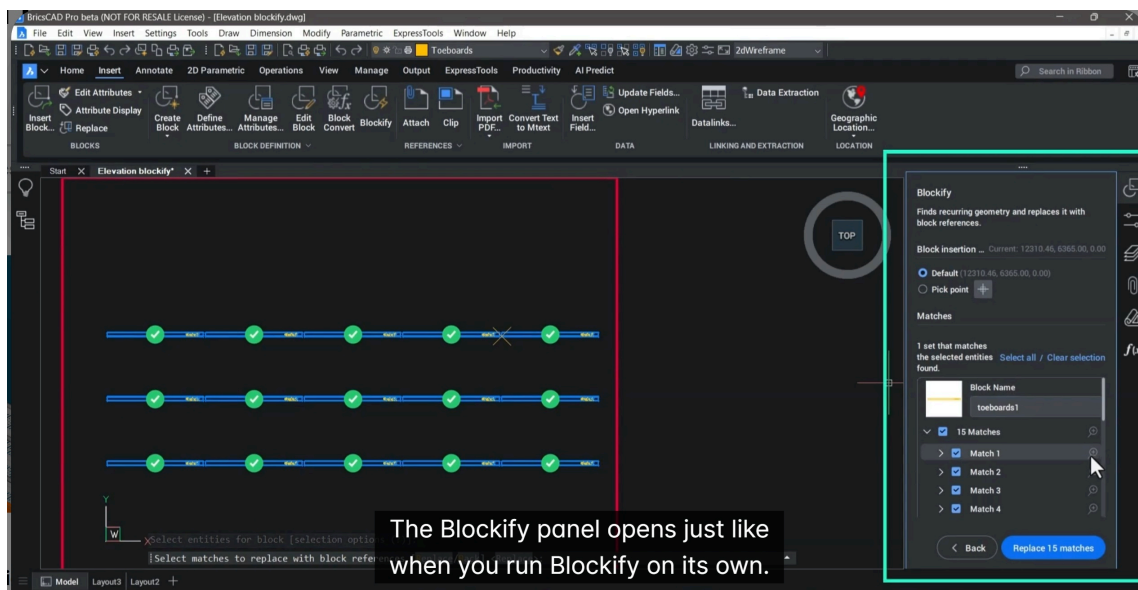 BricsCAD Pro beta (NOT FOR RESALE License) - [Elevation blockify.dwg]
File Edit View Insert Settings Tools Draw Dimension Modify Parametric ExpressTools Window Help
Toeboards 2dWireframe
Home Insert Annotate 2D Parametric Operations View Manage Output ExpressTools Productivity AI Predict Search in Ribbon
Insert Block...
Edit Attributes
Attribute Display
Replace
Create Block
Define Attributes...
Manage Attributes...
Edit Block
Block Convert
Blockify
Attach
Clip
Import PDF...
Convert Text to Mtext
Insert Field...
Update Fields...
Open Hyperlink
Datalinks...
Data Extraction
Geographic Location...
BLOCKS BLOCK DEFINITION REFERENCES IMPORT DATA LINKING AND EXTRACTION LOCATION
Start Elevation blockify*
TOP
Y
W
X
Select entities for block [selection option
Select matches to replace with block referen
Blockify
Finds recurring geometry and replaces it with
block references.
Block insertion ... Current: 12310.46, 6365.00, 0.00
Default (12310.46, 6365.00, 0.00)
Pick point
Matches
1 set that matches
the selected entities Select all / Clear selection
found.
Block Name
toeboards1
15 Matches
Match 1
Match 2
Match 3
Match 4
Back Replace 15 matches
The Blockify panel opens just like
when you run Blockify on its own.
Model Layout3 Layout2